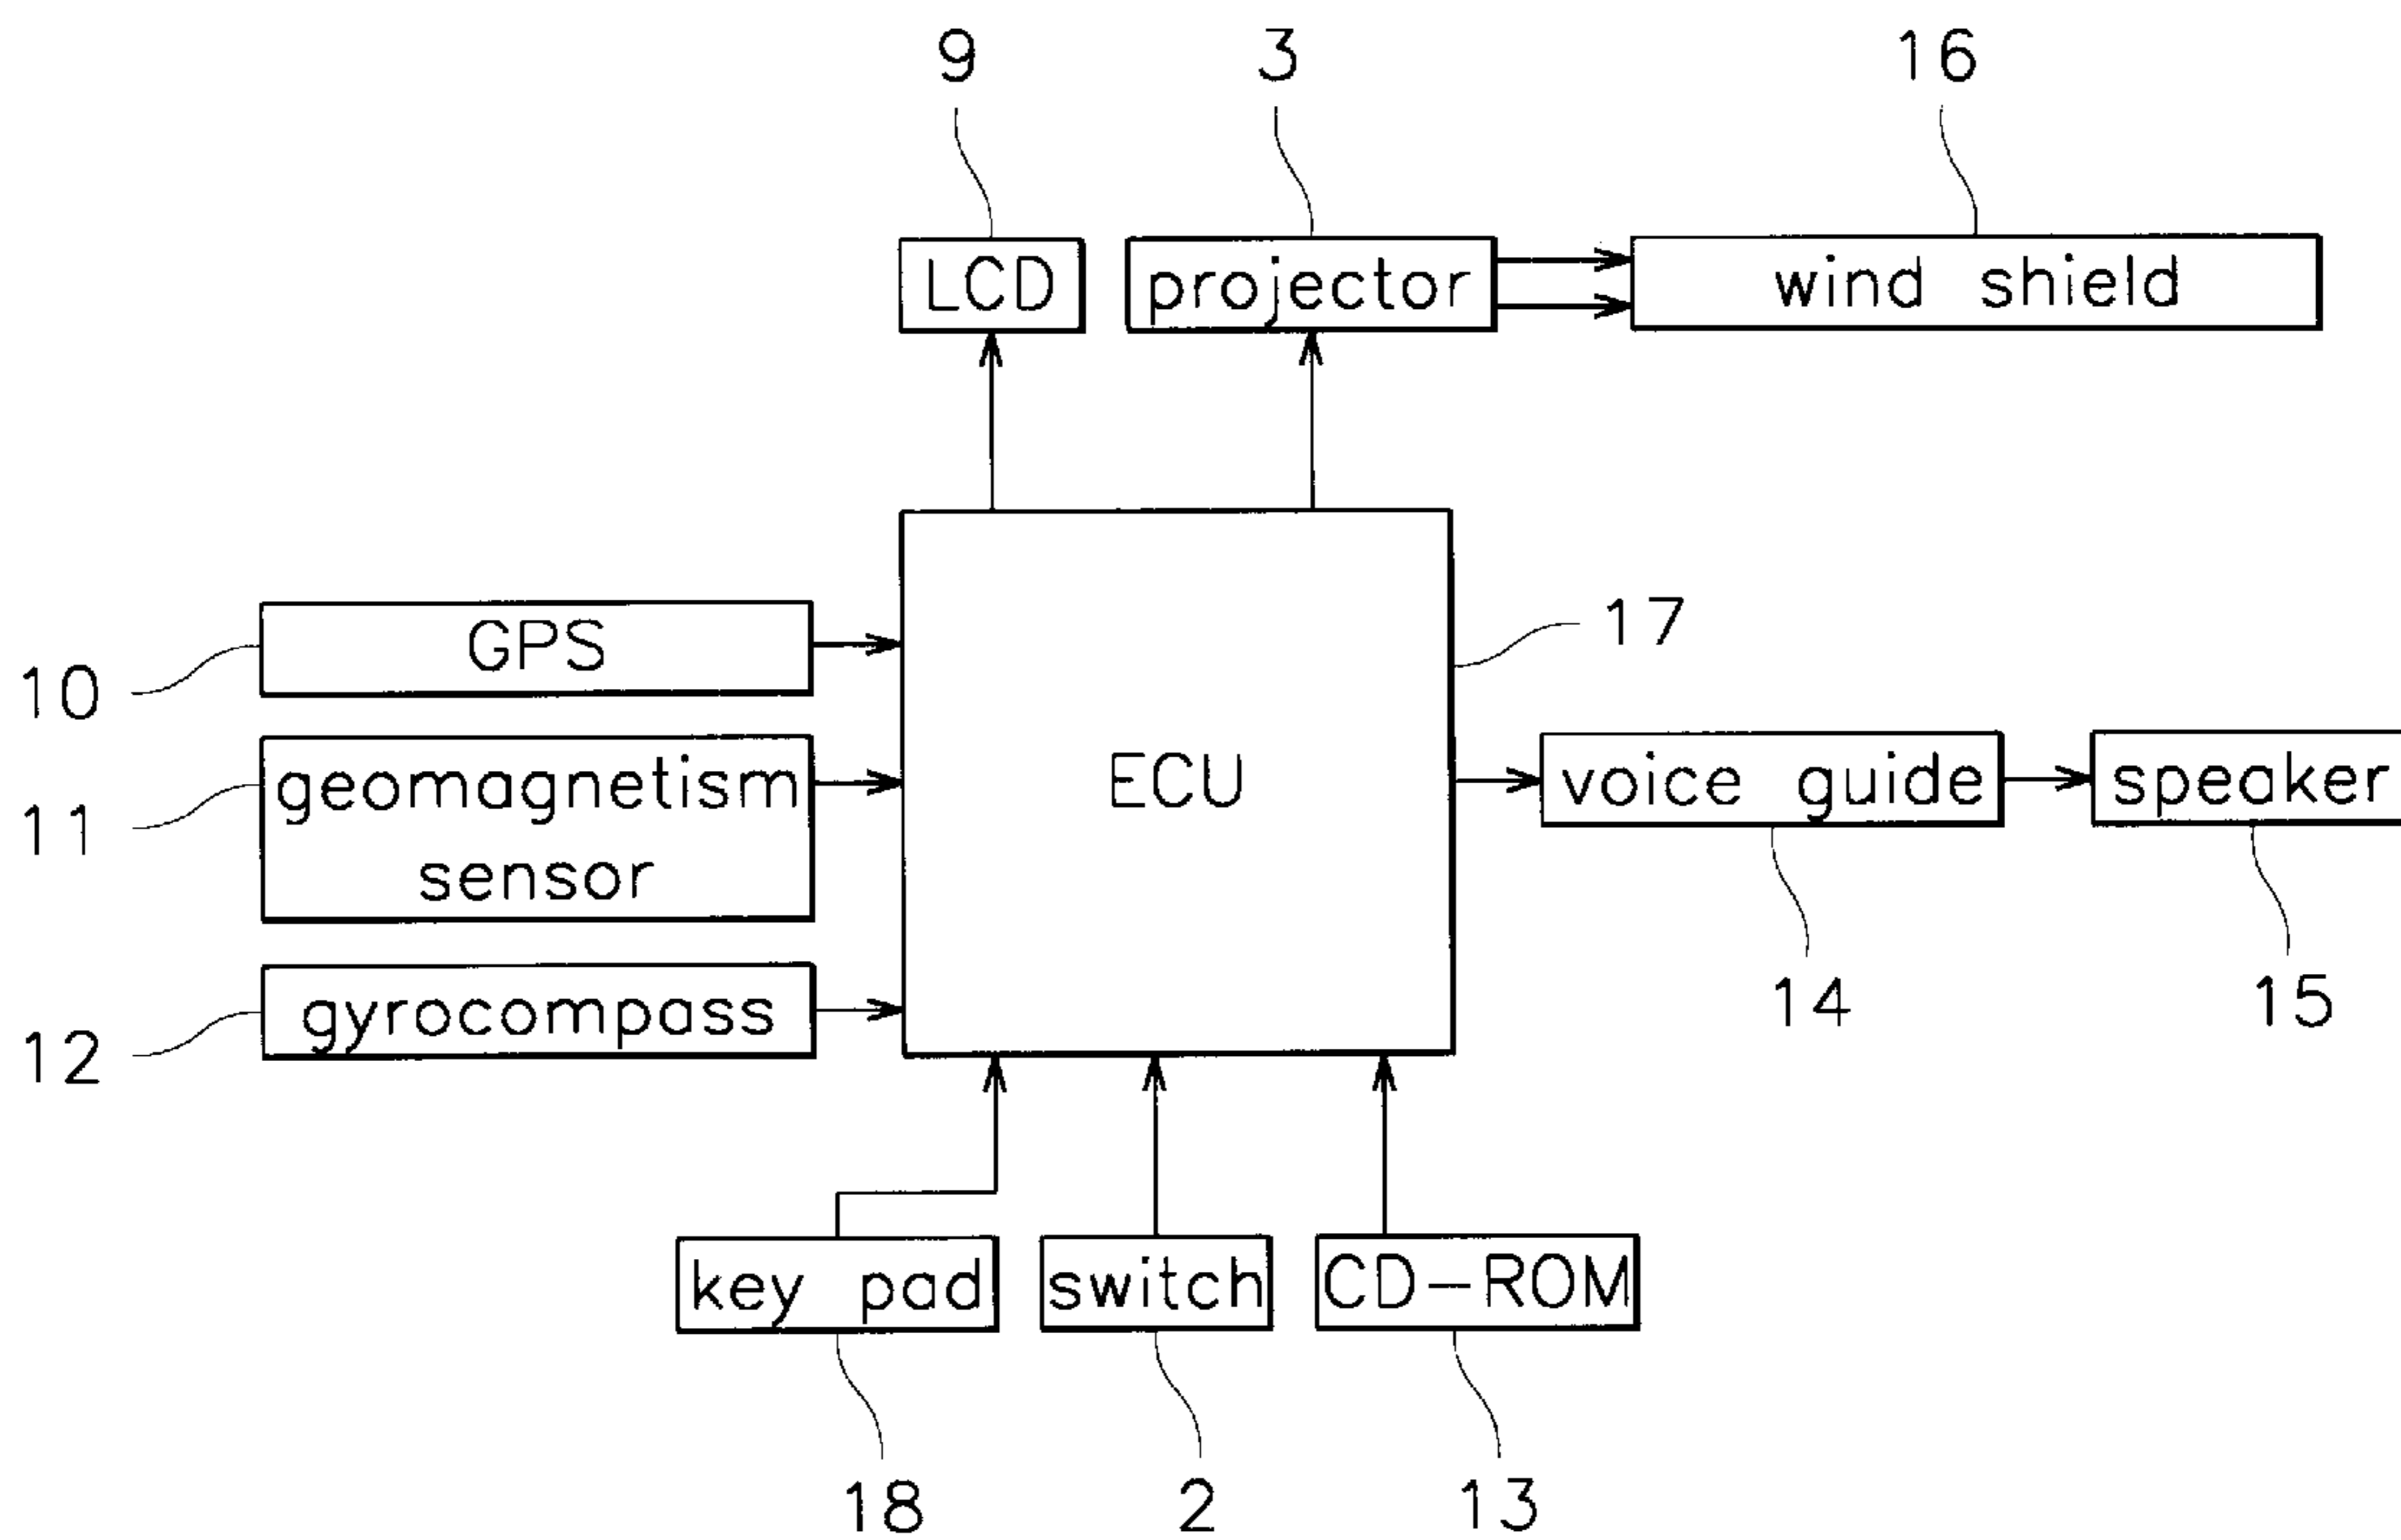 9
3
16
LCD
projector
wind shield
GPS
17
10
geomagnetism
sensor
ECU
voice guide
speaker
11
gyrocompass
14
15
12
key pad
switch
CD-ROM
18
2
13